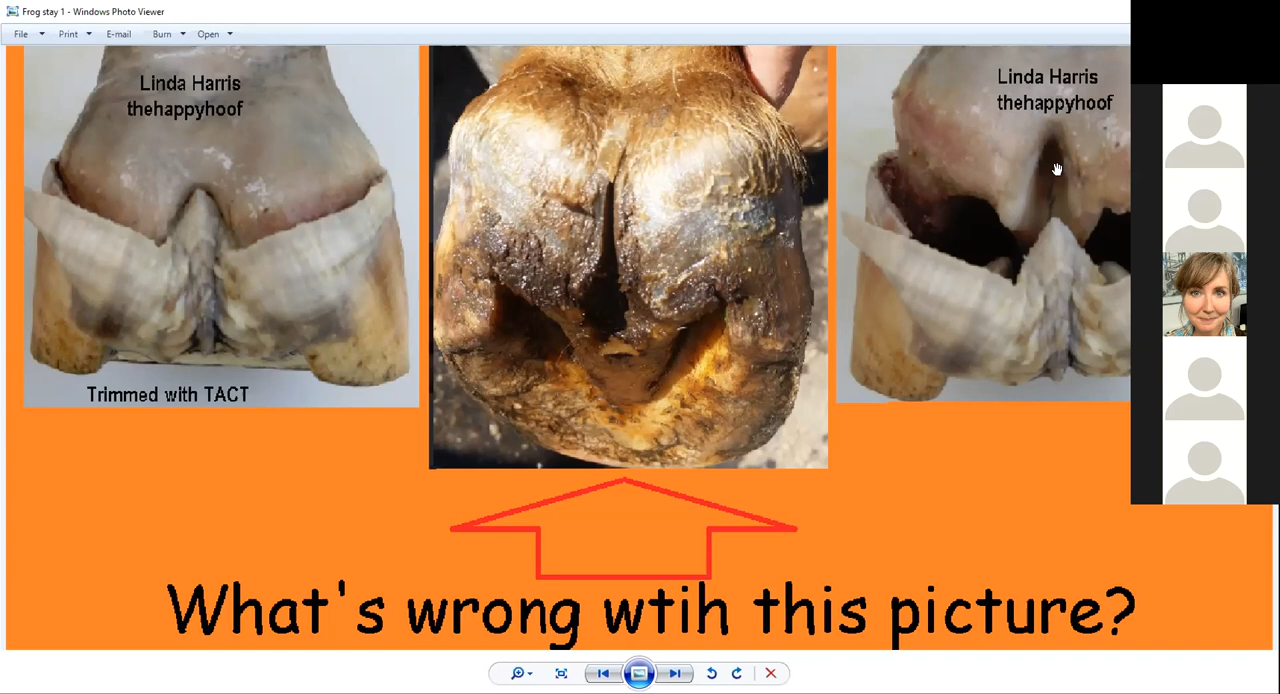 Frog stay 1 - Windows Photo Viewer
File Print E-mail Burn Open
Linda Harris
thehappyhoof
Trimmed with TACT
Linda Harris
thehappyhoof
What's wrong wtih this picture?